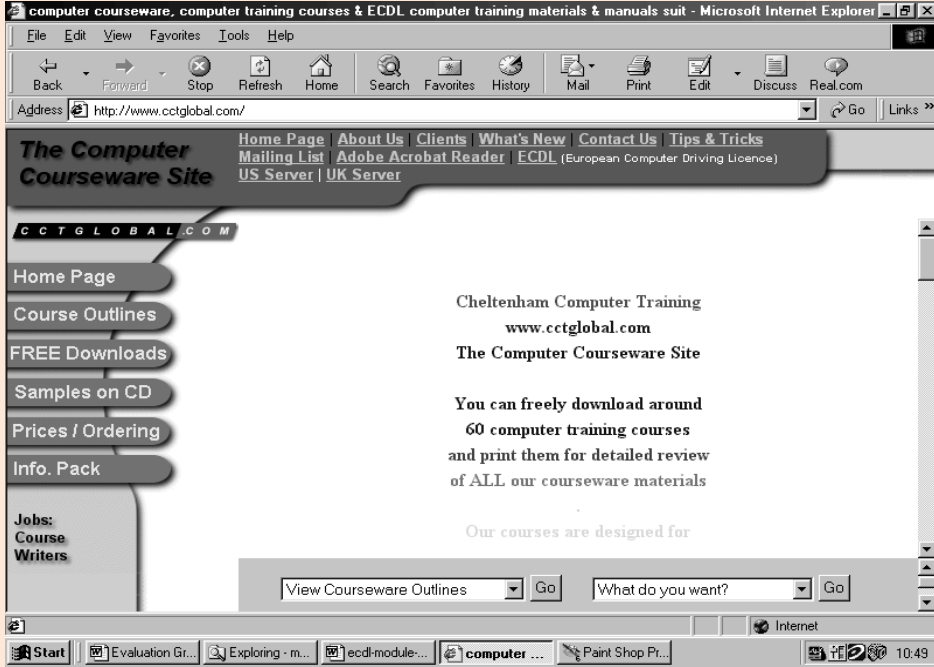 computer courseware, computer training courses & ECDL computer training materials & manuals suit - Microsoft Internet Explorer
File Edit View Favorites Tools Help
Back Forward Stop Refresh Home Search Favorites History Mail Print Edit Discuss Real.com
Address http://www.cctglobal.com/ Go Links »
The Computer
Courseware Site
Home Page | About Us | Clients | What's New | Contact Us | Tips & Tricks
Mailing List | Adobe Acrobat Reader | ECDL (European Computer Driving Licence)
US Server | UK Server
CCTGLOBAL.COM
Home Page
Course Outlines
FREE Downloads
Samples on CD
Prices / Ordering
Info. Pack
Jobs:
Course
Writers
Cheltenham Computer Training
www.cctglobal.com
The Computer Courseware Site
You can freely download around
60 computer training courses
and print them for detailed review
of ALL our courseware materials
.
Our courses are designed for
View Courseware Outlines Go What do you want? Go
Internet
Start Evaluation Gr... Exploring - m... ecdl-module-... computer ... Paint Shop Pr... 10:49